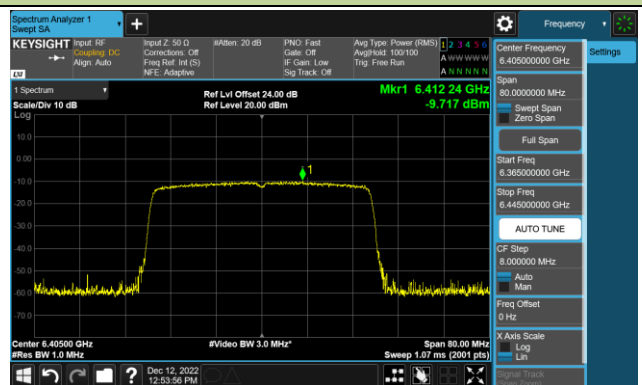 Spectrum Analyzer 1
Swept SA
Frequency
KEYSIGHT
Input: RF
Coupling: DC
Align: Auto
Input Z: 50 Ω
Corrections: Off
Freq Ref: Int (S)
NFE: Adaptive
#Atten: 20 dB
PNO: Fast
Gate: Off
IF Gain: Low
Sig Track: Off
Avg Type: Power (RMS)
Avg|Hold: 100/100
Trig: Free Run
1 2 3 4 5 6
A W W W W W
A N N N N N
LXI
1 Spectrum
Scale/Div 10 dB
Ref Lvl Offset 24.00 dB
Ref Level 20.00 dBm
Mkr1 6.412 24 GHz
-9.717 dBm
Log
10.0
0.00
-10.0
-20.0
-30.0
-40.0
-50.0
-60.0
-70.0
1
Center 6.40500 GHz
#Res BW 1.0 MHz
#Video BW 3.0 MHz*
Span 80.00 MHz
Sweep 1.07 ms (2001 pts)
Center Frequency
6.405000000 GHz
Settings
Span
80.0000000 MHz
Swept Span
Zero Span
Full Span
Start Freq
6.365000000 GHz
Stop Freq
6.445000000 GHz
AUTO TUNE
CF Step
8.000000 MHz
Auto
Man
Freq Offset
0 Hz
X Axis Scale
Log
Lin
Signal Track
(Span Zoom)
?
Dec 12, 2022
12:53:56 PM